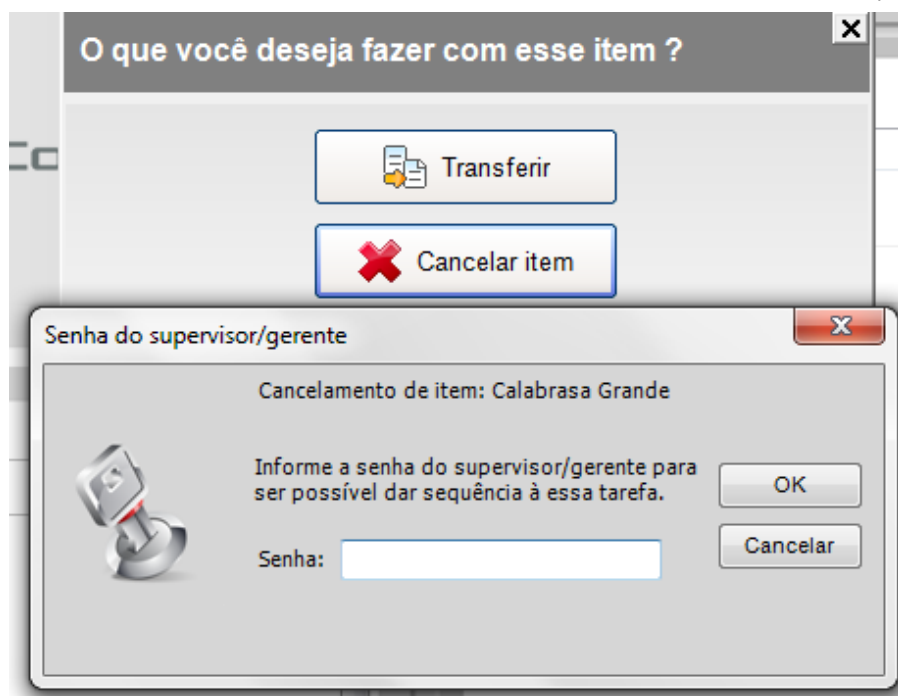 O que você deseja fazer com esse item ?
Transferir
Cancelar item
Senha do supervisor/gerente
Cancelamento de item: Calabrasa Grande
Informe a senha do supervisor/gerente para
ser possível dar sequência à essa tarefa.
OK
Senha:
Cancelar